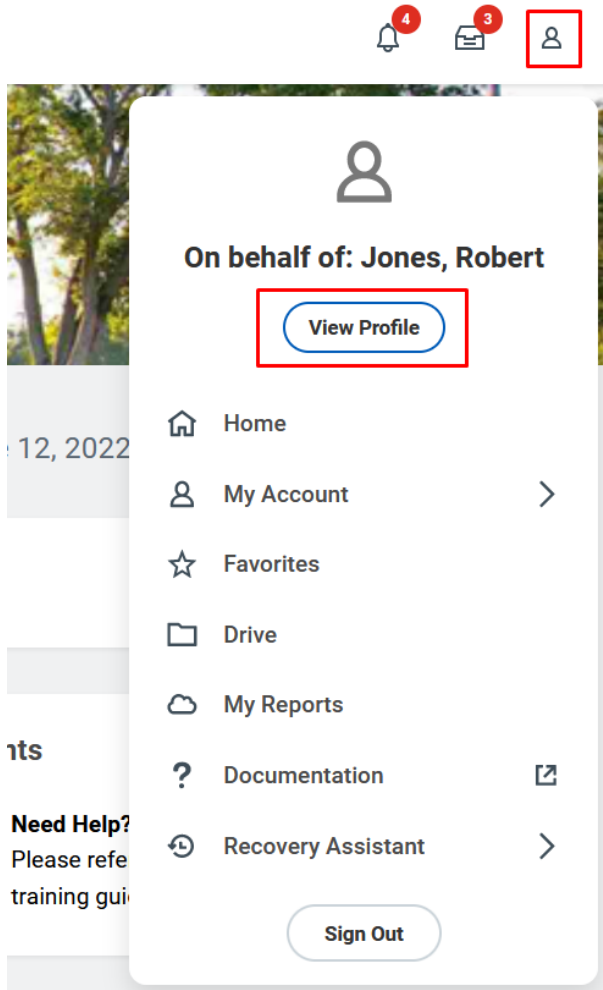 4
3
On behalf of: Jones, Robert
View Profile
Home
12, 2022
My Account
Favorites
Drive
My Reports
nts
Documentation
Need Help?
Recovery Assistant
Please refe
training gui
Sign Out